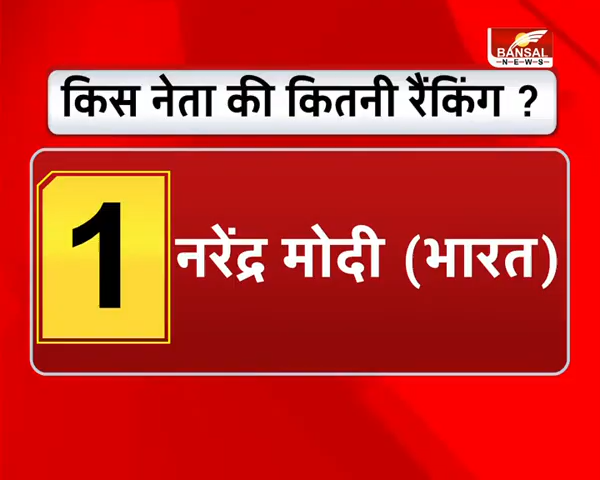 BANSAL
NEWS
किस नेता की कितनी रैंकिंग ?
1 नरेंद्र मोदी (भारत)